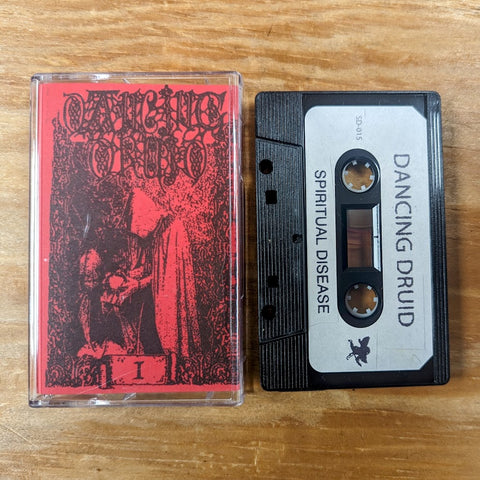 DANCING
DRUID
I
SD-015
DANCING DRUID
SPIRITUAL DISEASE